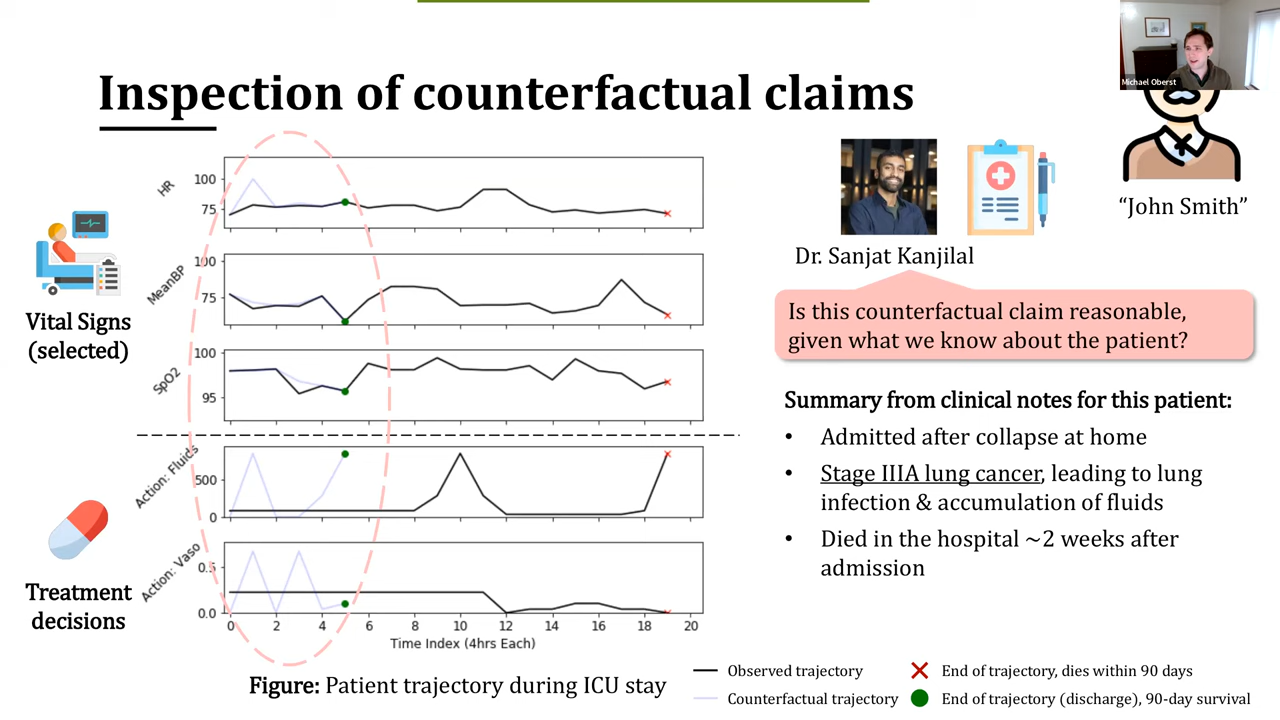 Michael Oberst
Inspection of counterfactual claims
HR
100
75
MeanBP
100
75
SpO2
100
95
Action: Fluids
500
0
Action: Vaso
0.5
0.0
0 2 4 6 8 10 12 14 16 18 20
Time Index (4hrs Each)
Vital Signs
(selected)
Treatment
decisions
Figure: Patient trajectory during ICU stay
Dr. Sanjat Kanjilal
“John Smith”
Is this counterfactual claim reasonable,
given what we know about the patient?
Summary from clinical notes for this patient:
• Admitted after collapse at home
• Stage IIIA lung cancer, leading to lung
infection & accumulation of fluids
• Died in the hospital ~2 weeks after
admission
Observed trajectory
Counterfactual trajectory
End of trajectory, dies within 90 days
End of trajectory (discharge), 90-day survival